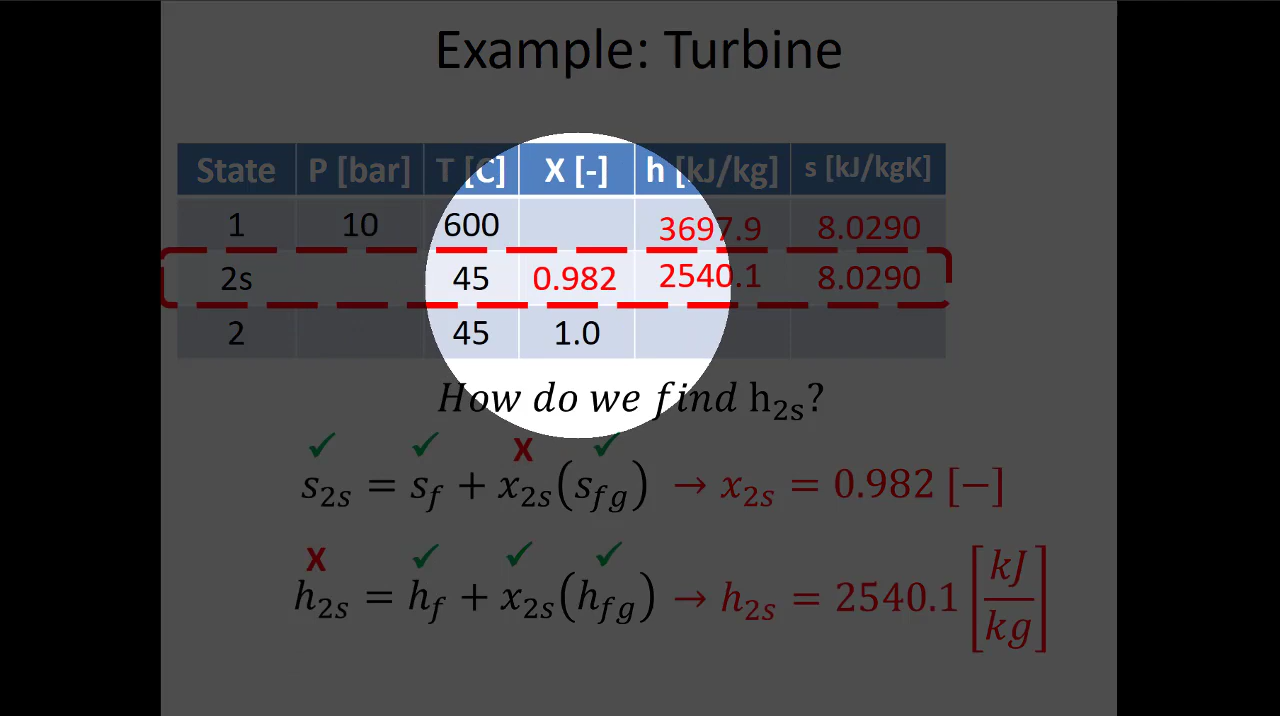 Example: Turbine
State P [bar] T [C] X [-] h [kJ/kg] s [kJ/kgK]
1 10 600 3697.9 8.0290
2s 45 0.982 2540.1 8.0290
2 45 1.0
How do we find h₂ₛ?
✓ ✓ X ✓
s₂ₛ = s_f + x₂ₛ(s_fg) → x₂ₛ = 0.982 [−]
X ✓ ✓ ✓
h₂ₛ = h_f + x₂ₛ(h_fg) → h₂ₛ = 2540.1 [kJ/kg]